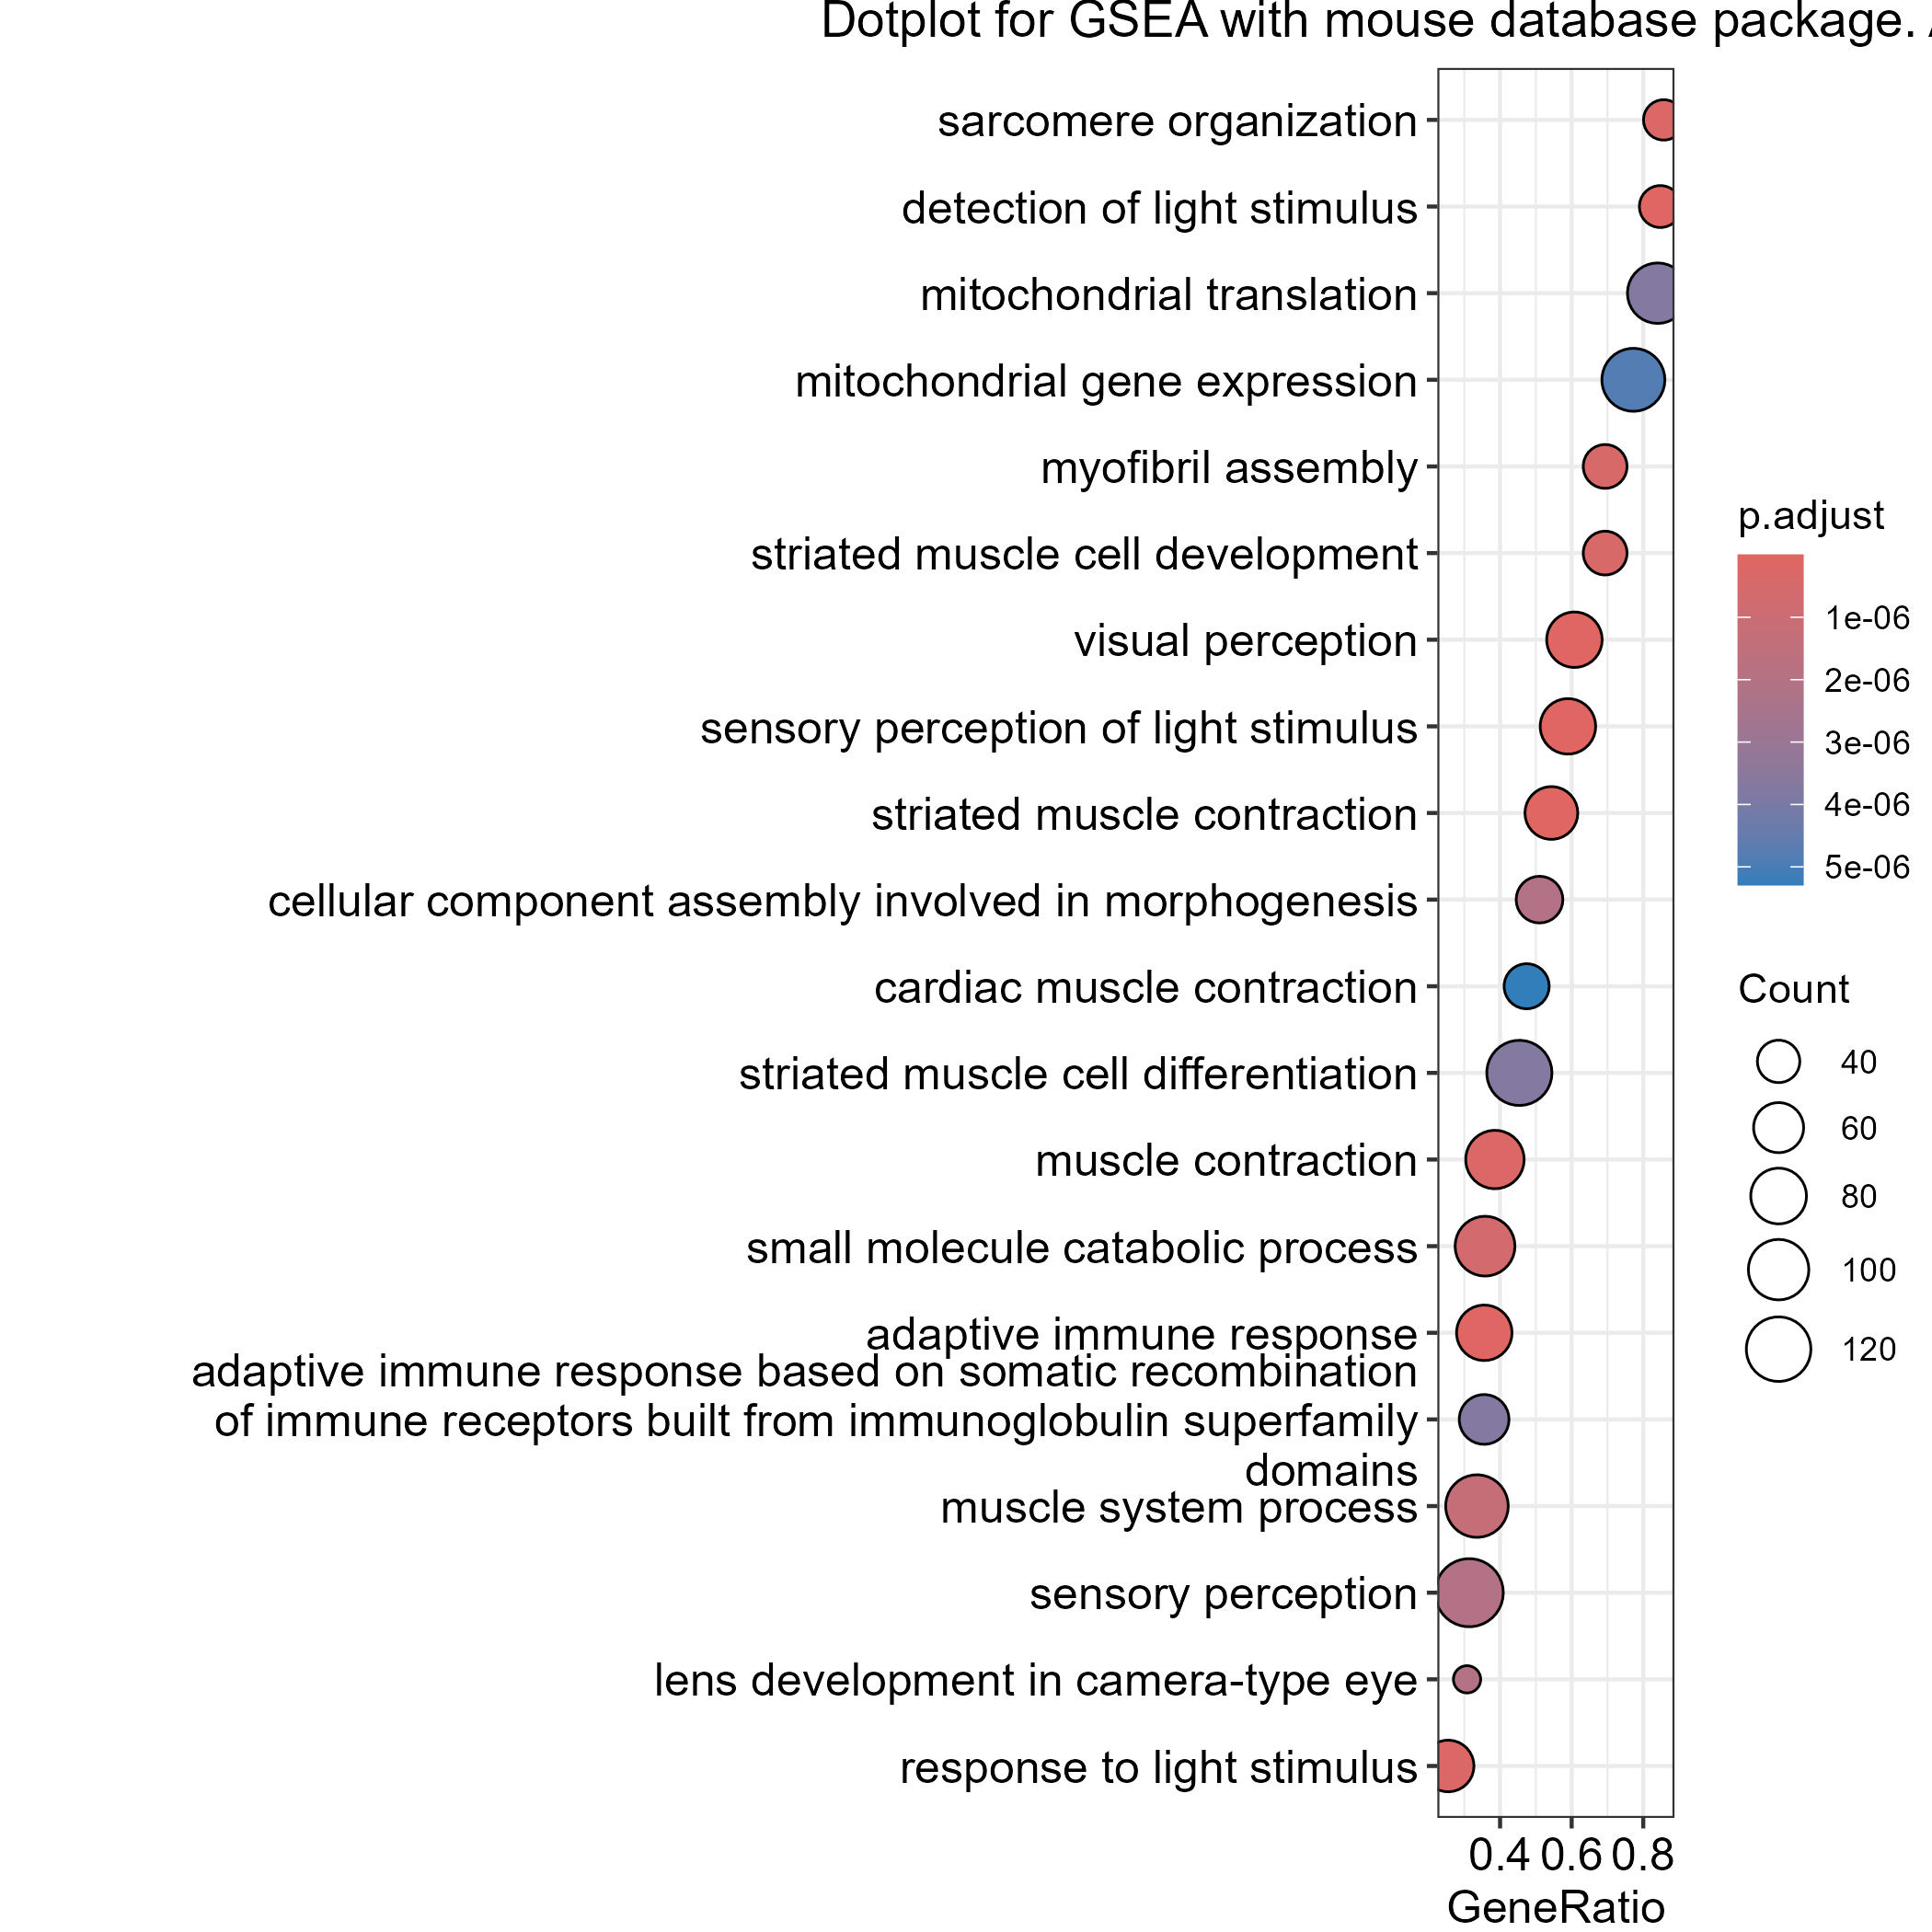 Dotplot for GSEA with mouse database package.
sarcomere organization
detection of light stimulus
mitochondrial translation
mitochondrial gene expression
myofibril assembly
striated muscle cell development
visual perception
sensory perception of light stimulus
striated muscle contraction
cellular component assembly involved in morphogenesis
cardiac muscle contraction
striated muscle cell differentiation
muscle contraction
small molecule catabolic process
adaptive immune response
adaptive immune response based on somatic recombination
of immune receptors built from immunoglobulin superfamily
domains
muscle system process
sensory perception
lens development in camera-type eye
response to light stimulus
0.4 0.6 0.8
GeneRatio
p.adjust
1e-06
2e-06
3e-06
4e-06
5e-06
Count
40
60
80
100
120